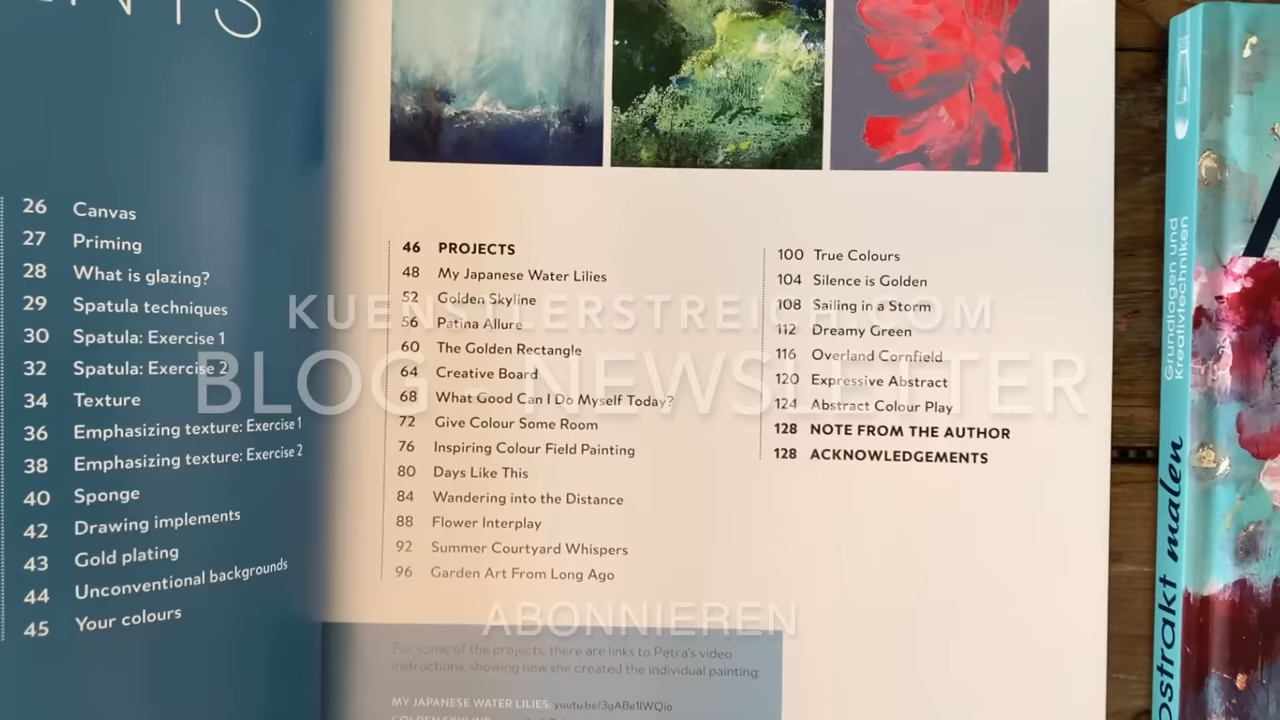 26 Canvas
27 Priming
28 What is glazing?
29 Spatula techniques
30 Spatula: Exercise 1
32 Spatula: Exercise 2
34 Texture
36 Emphasizing texture: Exercise 1
38 Emphasizing texture: Exercise 2
40 Sponge
42 Drawing implements
43 Gold plating
44 Unconventional backgrounds
45 Your colours
46 PROJECTS
48 My Japanese Water Lilies
52 Golden Skyline
56 Patina Allure
60 The Golden Rectangle
64 Creative Board
68 What Good Can I Do Myself Today?
72 Give Colour Some Room
76 Inspiring Colour Field Painting
80 Days Like This
84 Wandering into the Distance
88 Flower Interplay
92 Summer Courtyard Whispers
96 Garden Art From Long Ago
100 True Colours
104 Silence is Golden
108 Sailing in a Storm
112 Dreamy Green
116 Overland Cornfield
120 Expressive Abstract
124 Abstract Colour Play
128 NOTE FROM THE AUTHOR
128 ACKNOWLEDGEMENTS
KUENSTLERSTREICH.COM
BLOG - NEWSLETTER
ABONNIEREN
For some of the projects, there are links to Petra's video
instructions, showing how she created the individual painting:
MY JAPANESE WATER LILIES: youtu.be/3gABe1IWQio
Grundlagen und
Kreativtechniken
malen